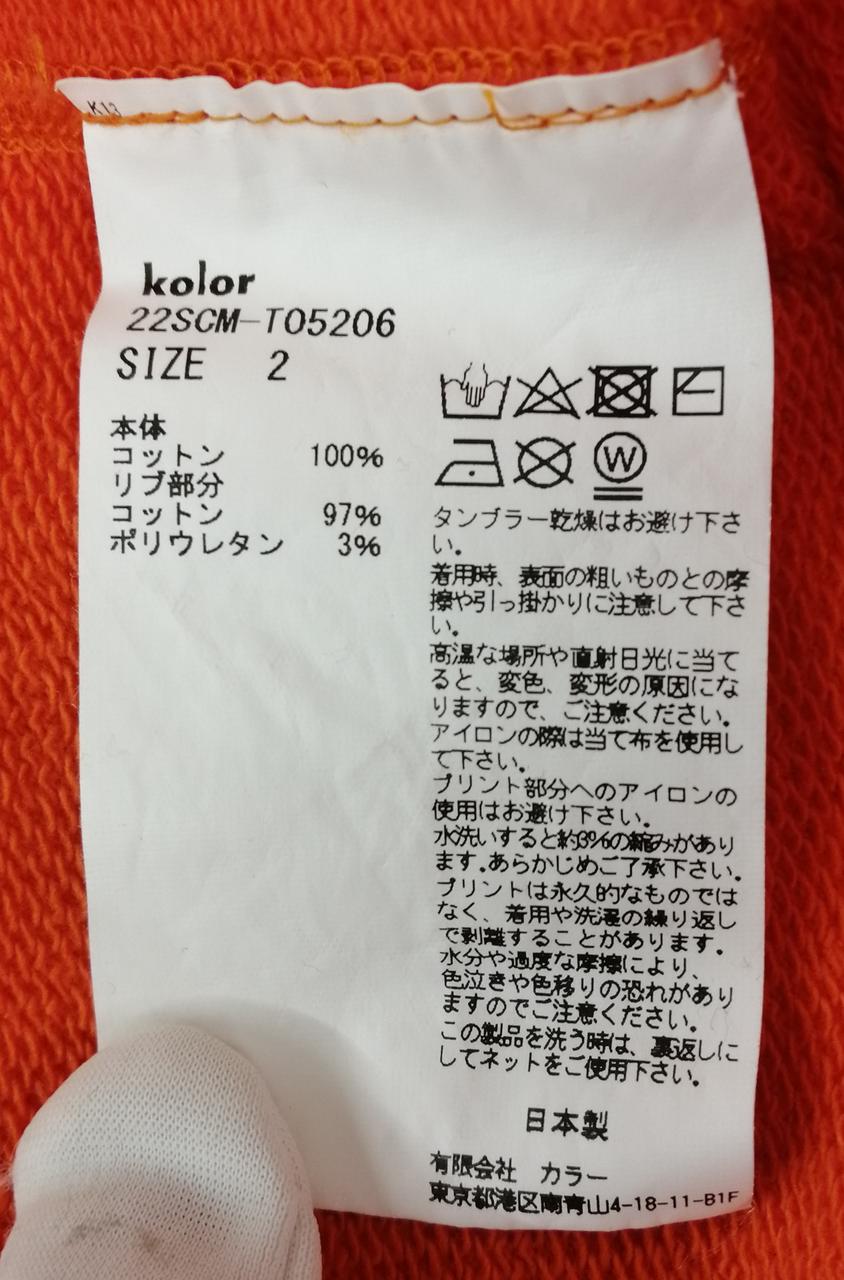 K13
kolor
22SCM-T05206
SIZE 2
本体
コットン 100%
リブ部分
コットン 97%
ポリウレタン 3%
W
タンブラー乾燥はお避け下さ
い。
着用時、表面の粗いものとの摩
擦や引っ掛かりに注意して下さ
い。
高温な場所や直射日光に当て
ると、変色、変形の原因にな
りますので、ご注意ください。
アイロンの際は当て布を使用し
て下さい。
プリント部分へのアイロンの
使用はお避け下さい。
水洗いすると約3%の縮みがあり
ます。あらかじめご了承下さい。
プリントは永久的なものでは
なく、着用や洗濯の繰り返し
で剥離することがあります。
水分や過度な摩擦により、
色泣きや色移りの恐れがあり
ますのでご注意ください。
この製品を洗う時は、裏返しに
してネットをご使用下さい。
日本製
有限会社 カラー
東京都港区南青山4-18-11-B1F